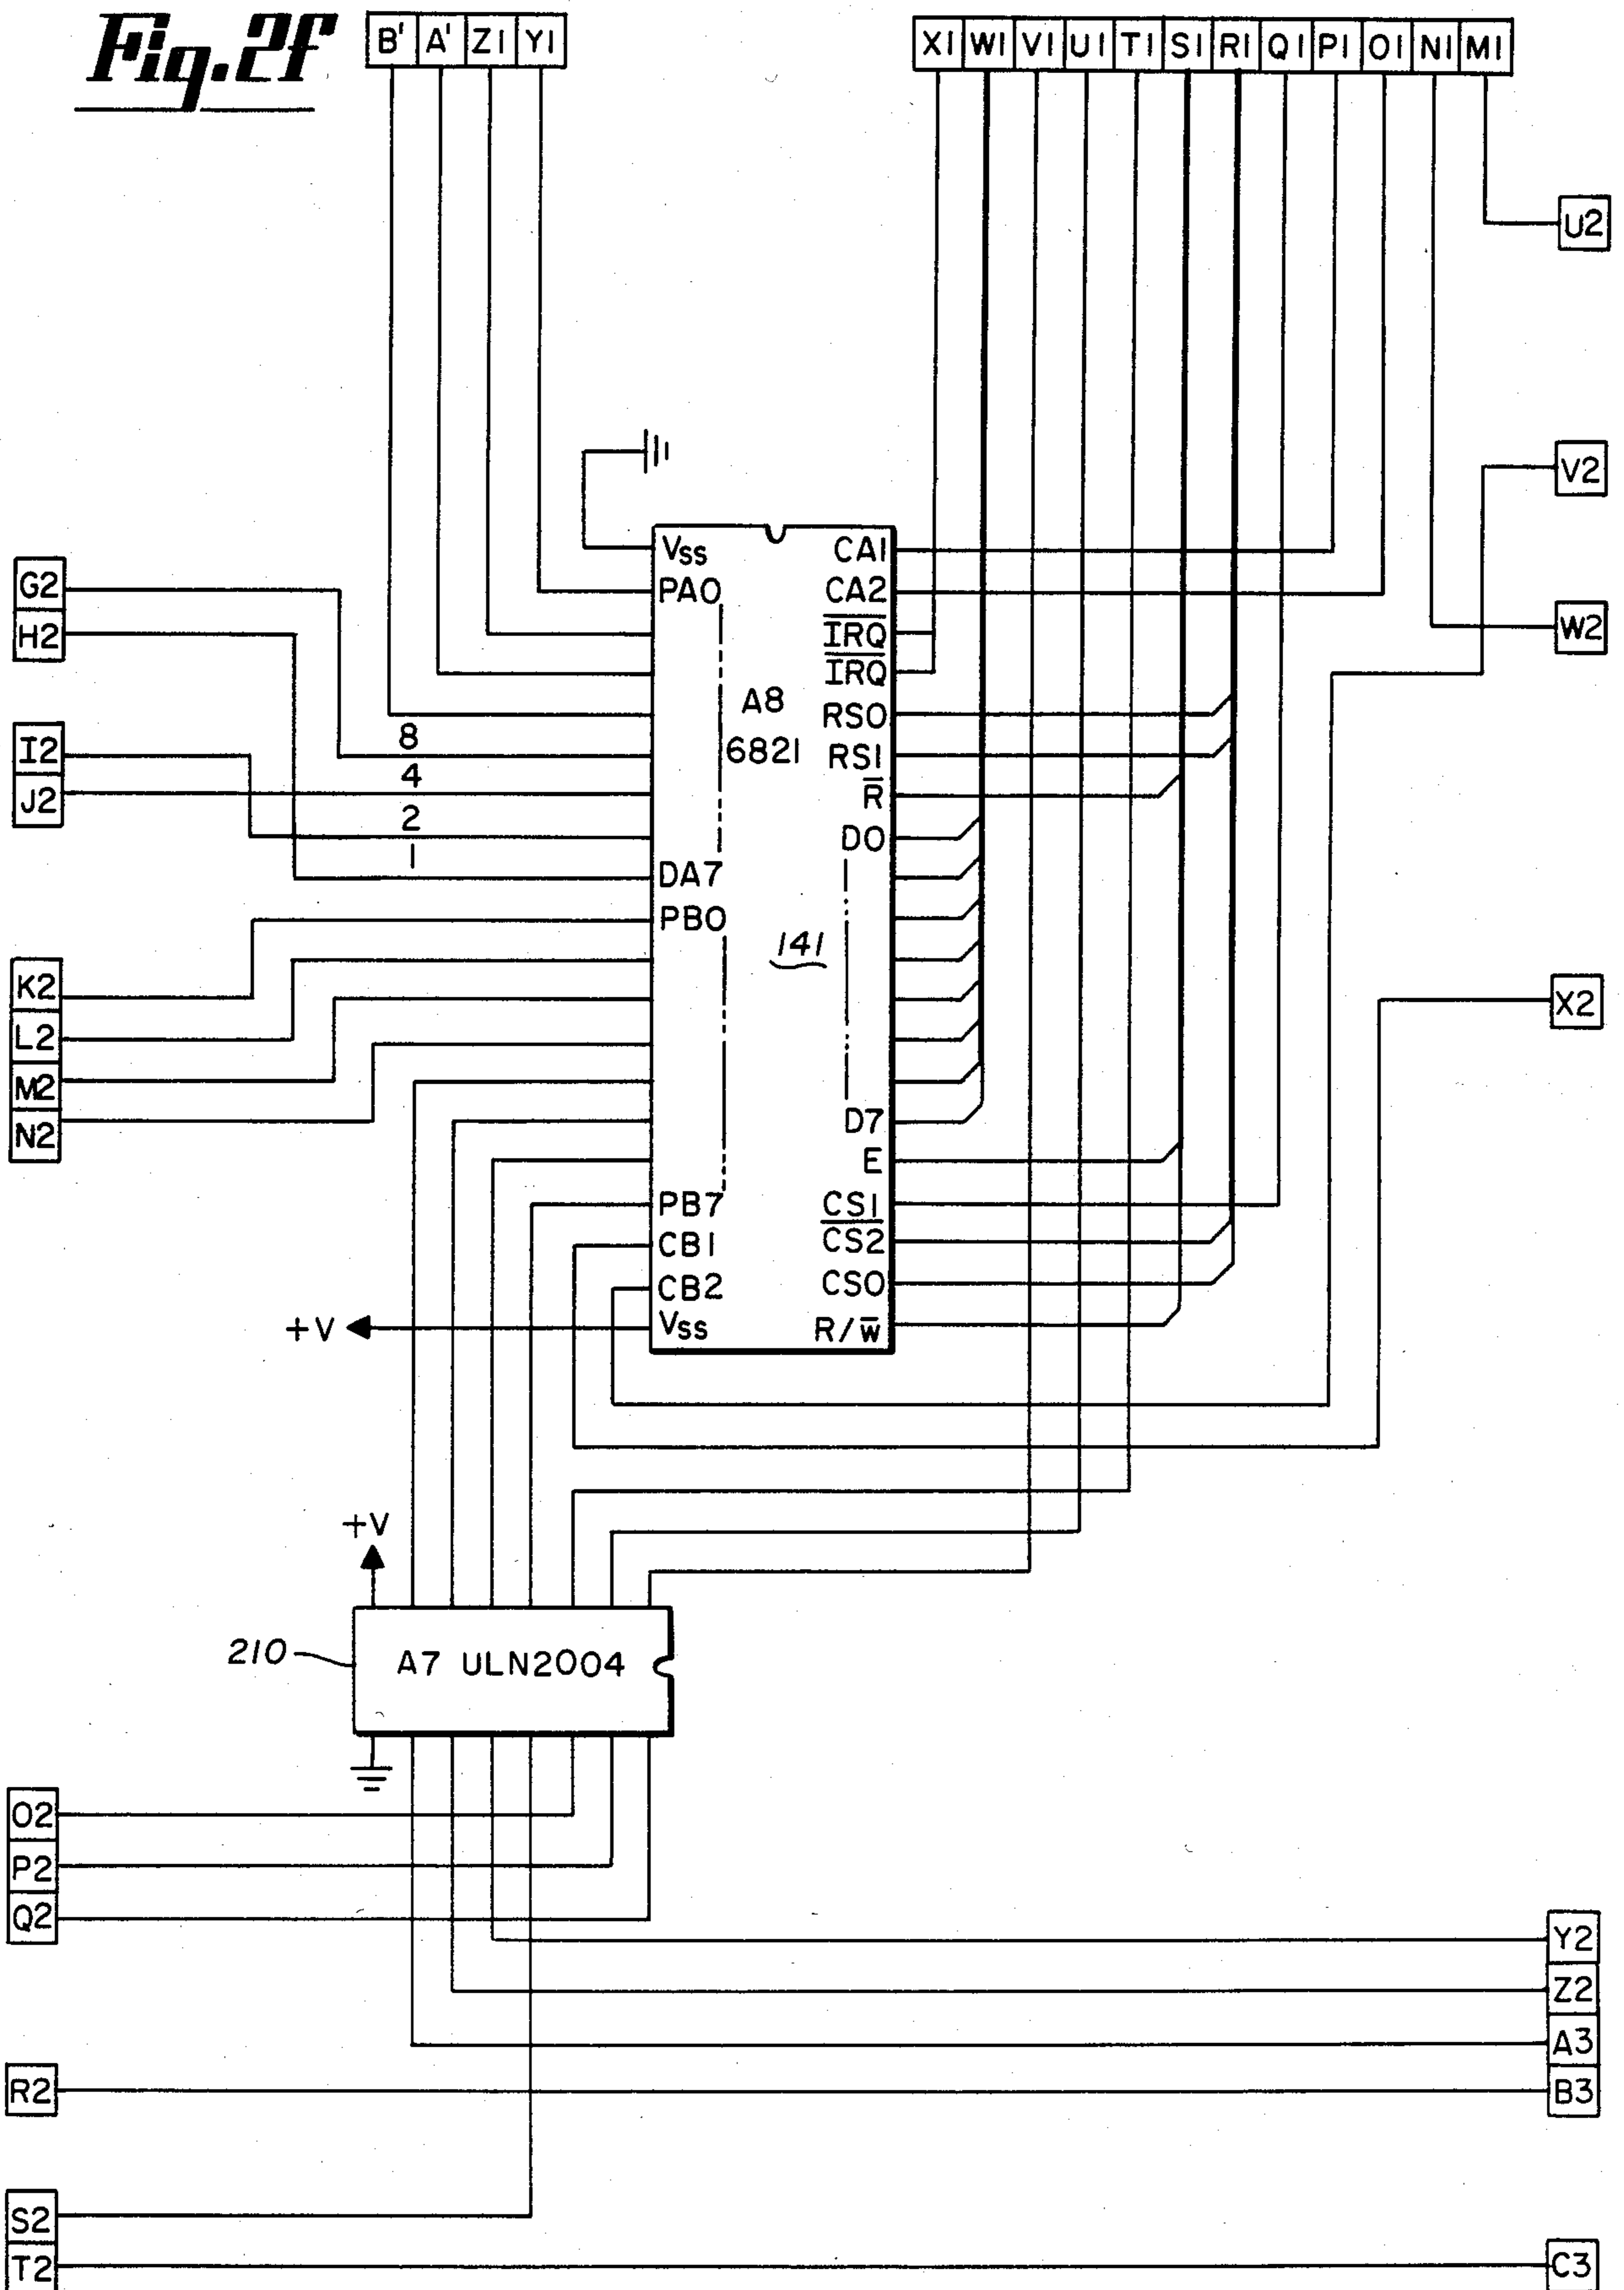 Fig.2f
B' A' Z1 Y1
X1 W1 V1 U1 T1 S1 R1 Q1 P1 O1 N1 M1
U2
V2
W2
X2
G2
H2
I2
J2
K2
L2
M2
N2
8
4
2
1
Vss
PA0
DA7
PB0
PB7
CB1
CB2
Vss
A8
6821
141
CA1
CA2
IRQ
IRQ
RS0
RS1
R
D0
D7
E
CS1
CS2
CS0
R/W
+V
+V
210
A7 ULN2004
O2
P2
Q2
R2
S2
T2
Y2
Z2
A3
B3
C3